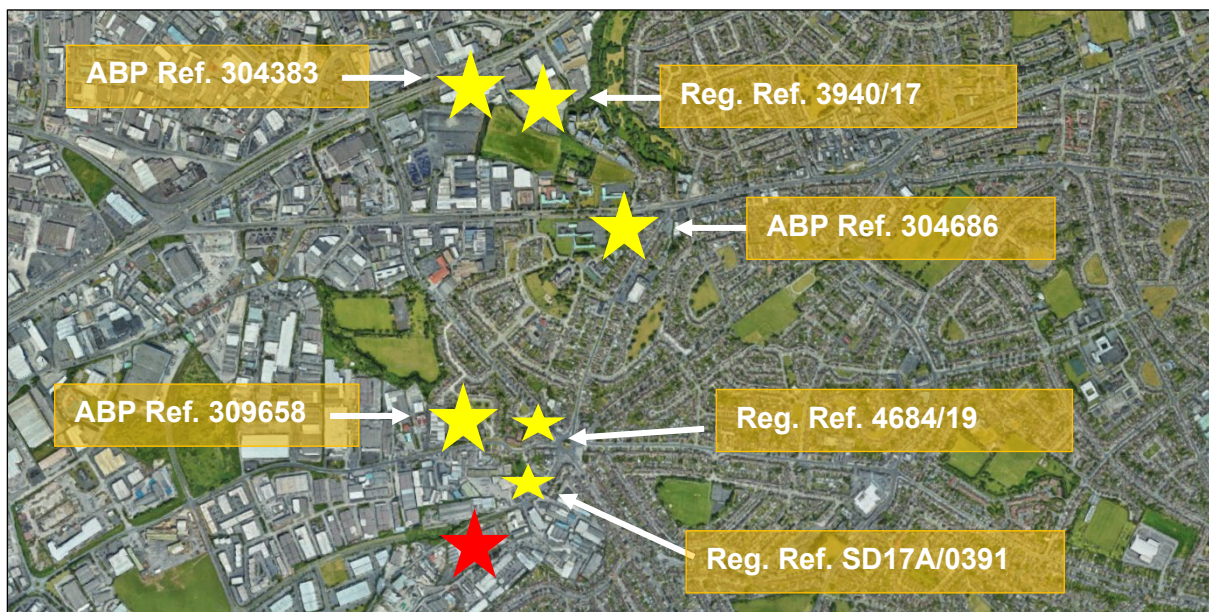 ABP Ref. 304383
Reg. Ref. 3940/17
ABP Ref. 304686
ABP Ref. 309658
Reg. Ref. 4684/19
Reg. Ref. SD17A/0391